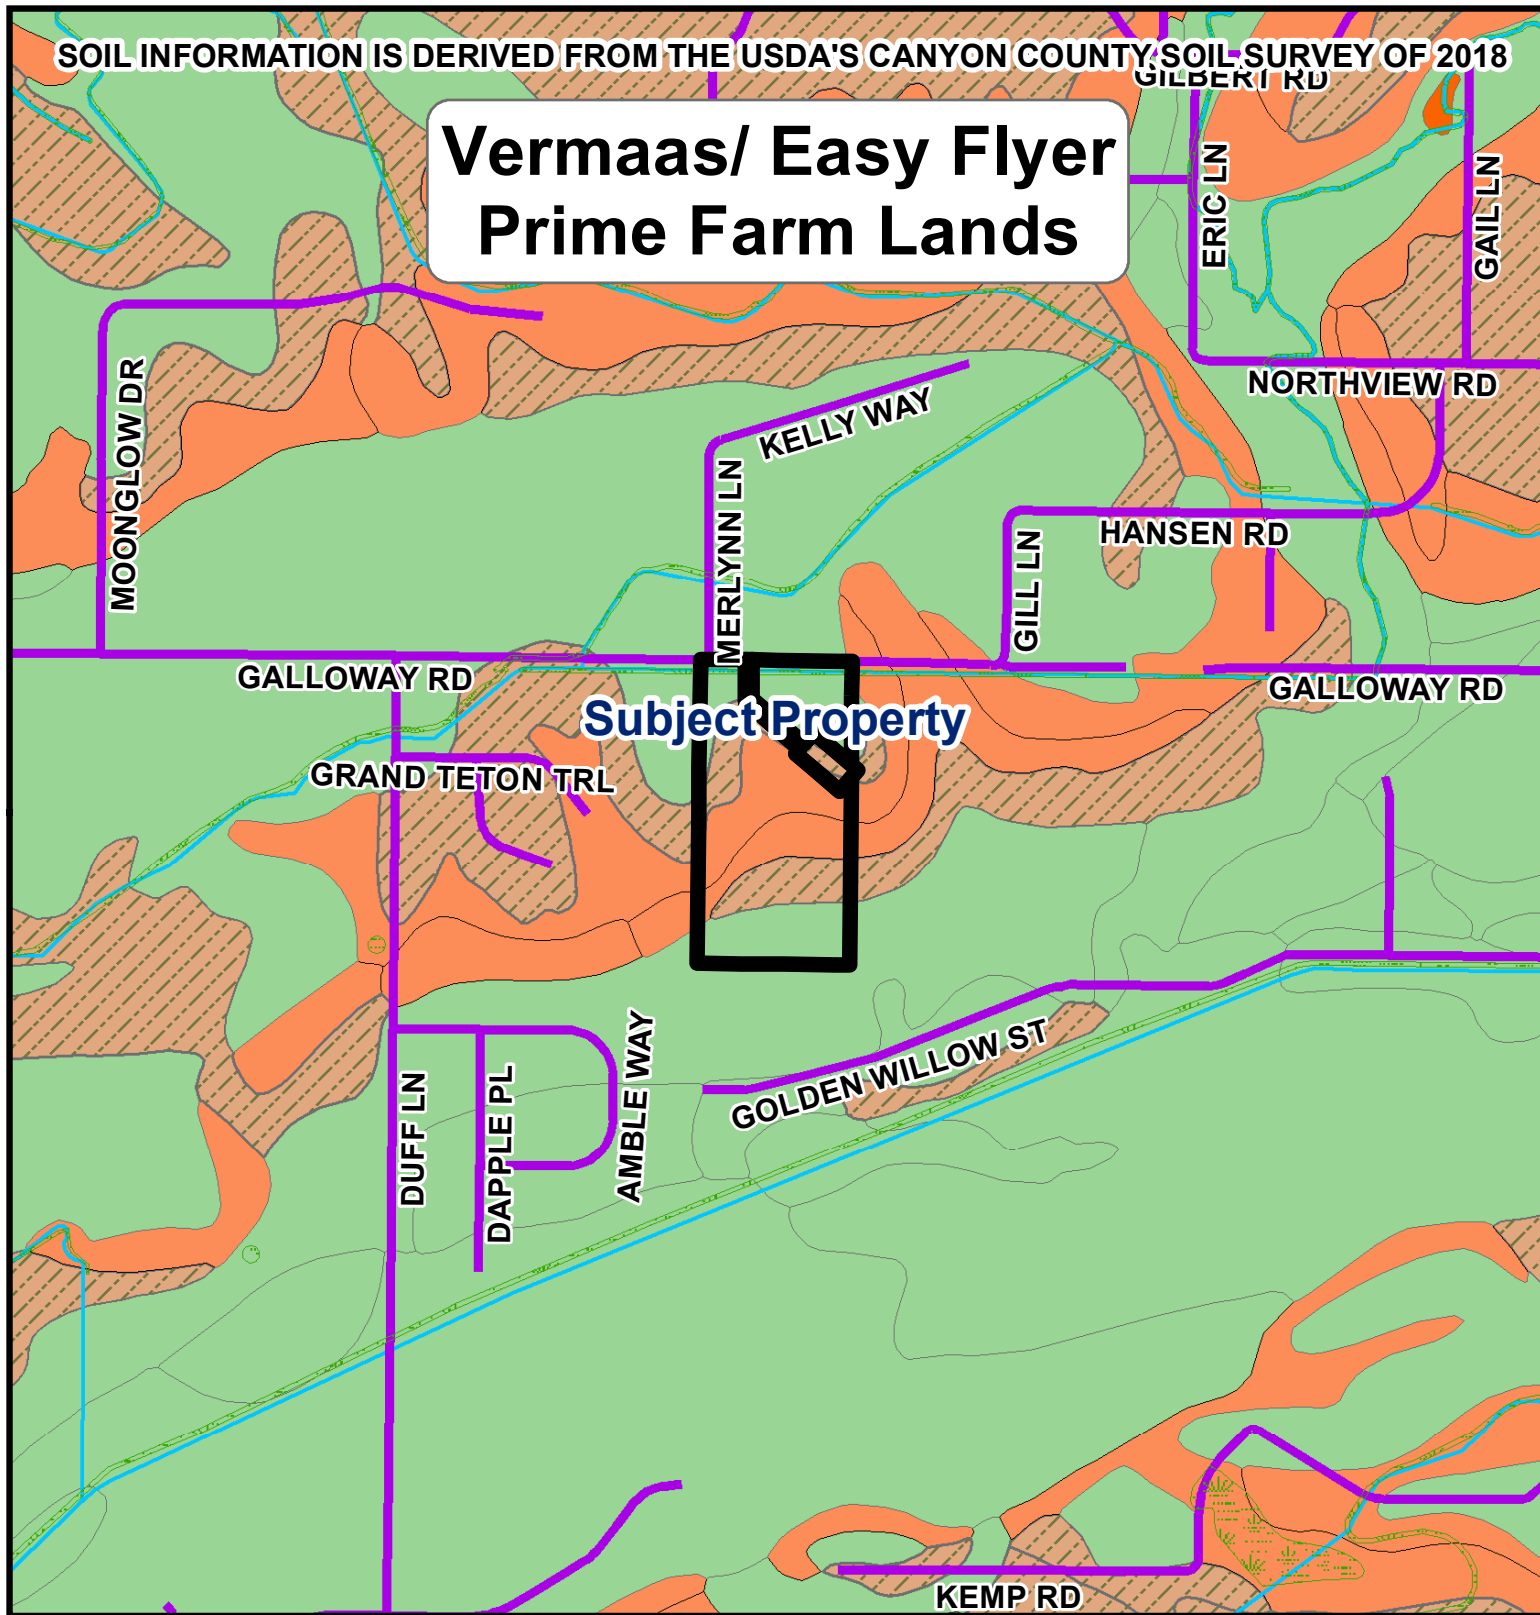 SOIL INFORMATION IS DERIVED FROM THE USDA'S CANYON COUNTY SOIL SURVEY OF 2018
GILBERT RD
Vermaas/ Easy Flyer
Prime Farm Lands
ERIC LN
GAIL LN
NORTHVIEW RD
MOONGLOW DR
KELLY WAY
MERLYNN LN
HANSEN RD
GILL LN
GALLOWAY RD
GALLOWAY RD
Subject Property
GRAND TETON TRL
GOLDEN WILLOW ST
DUFF LN
DAPPLE PL
AMBLE WAY
KEMP RD